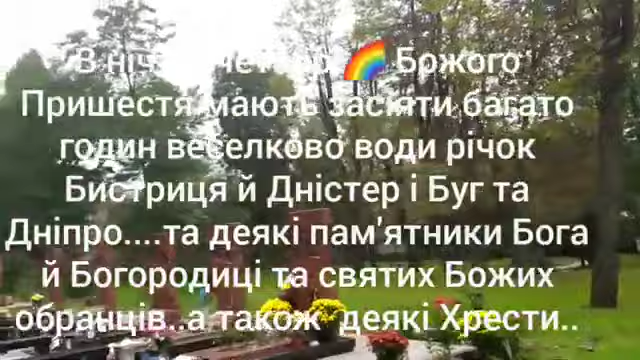 В 🌈 Божого
Пришестя мають засіяти багато
годин веселково води річок
Бистриця й Дністер і Буг та
Дніпро....та деякі пам'ятники Бога
й Богородиці та святих Божих
обранців..а також деякі Хрести..